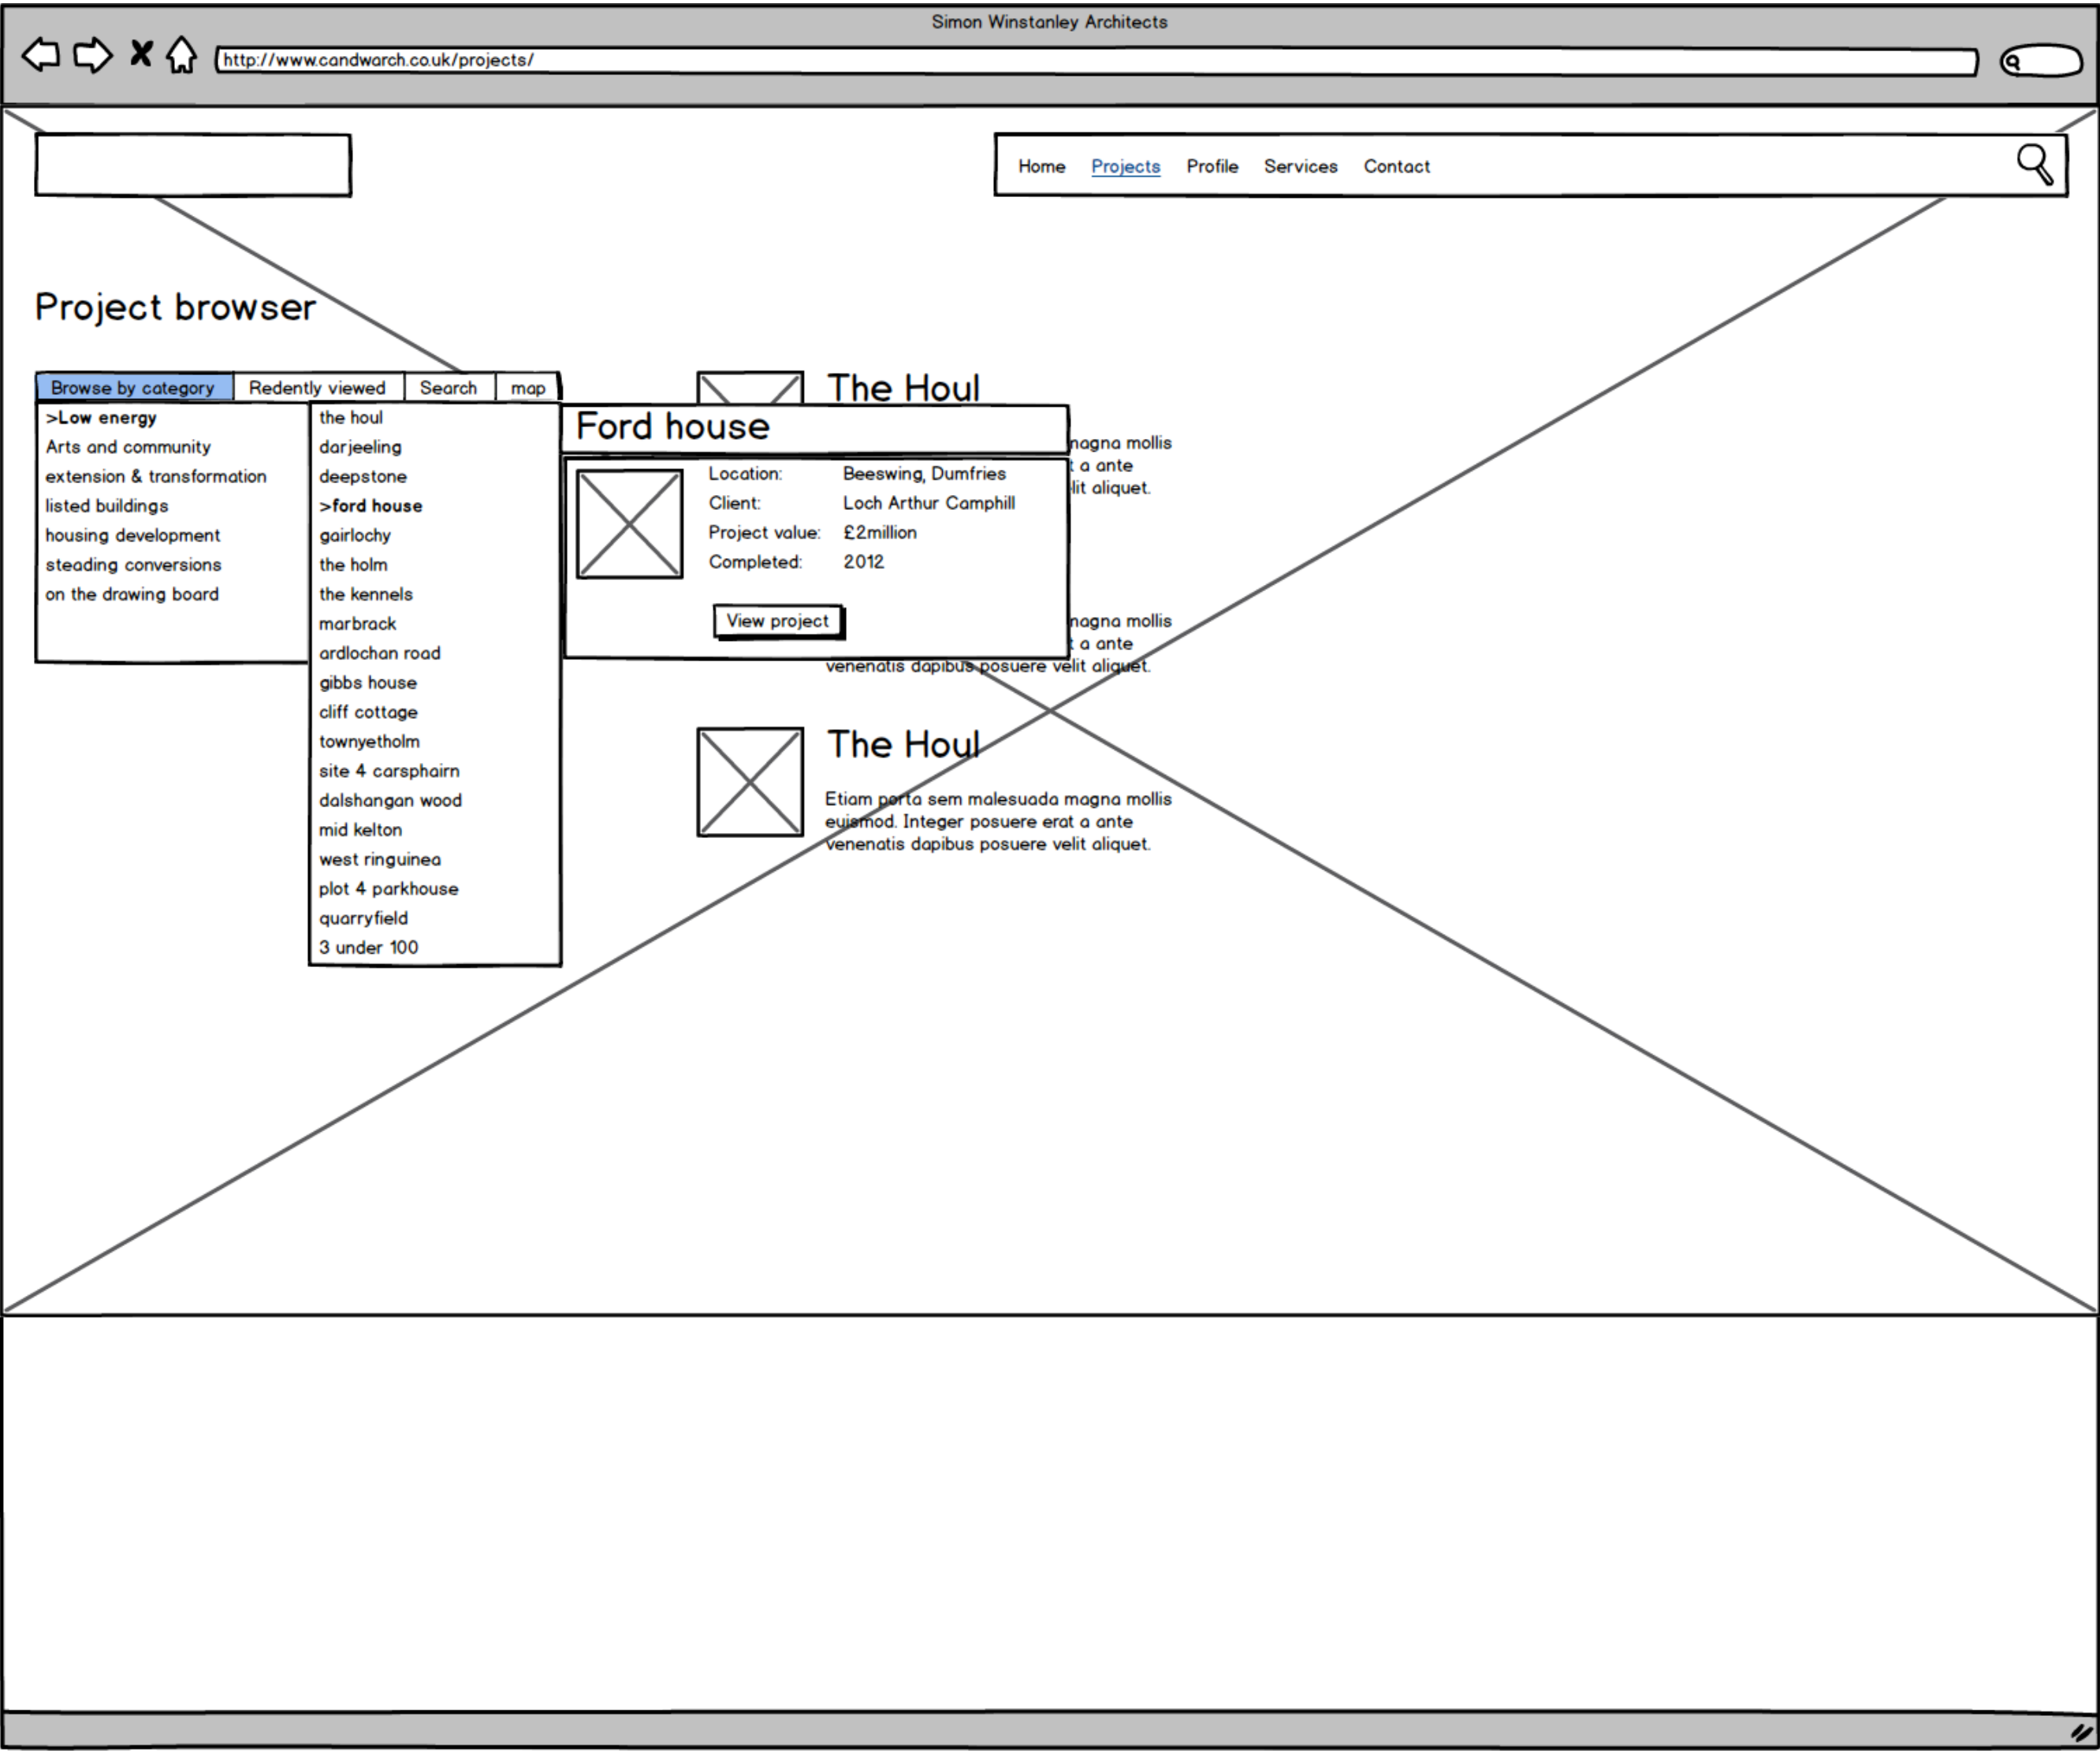 Simon Winstanley Architects
http://www.candwarch.co.uk/projects/
Home Projects Profile Services Contact
Project browser
Browse by category Redently viewed Search map
>Low energy
Arts and community
extension & transformation
listed buildings
housing development
steading conversions
on the drawing board
the houl
darjeeling
deepstone
>ford house
gairlochy
the holm
the kennels
marbrack
ardlochan road
gibbs house
cliff cottage
townyetholm
site 4 carsphairn
dalshangan wood
mid kelton
west ringuinea
plot 4 parkhouse
quarryfield
3 under 100
Ford house
Location: Beeswing, Dumfries
Client: Loch Arthur Camphill
Project value: £2million
Completed: 2012
View project
The Houl
mollis
a ante
aliquet.
mollis
a ante
venenatis dapibus posuere velit aliquet.
The Houl
Etiam porta sem malesuada magna mollis
euismod. Integer posuere erat a ante
venenatis dapibus posuere velit aliquet.